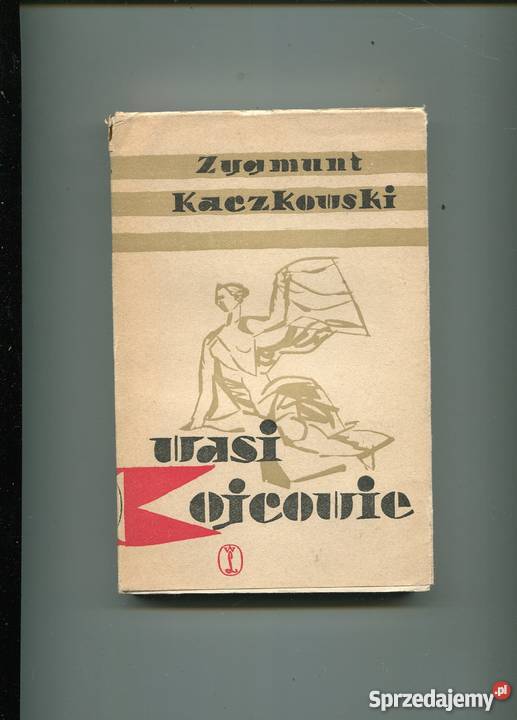 Zygmunt
Kaczkowski
wasi
ojcowie
Sprzedajemy.pl